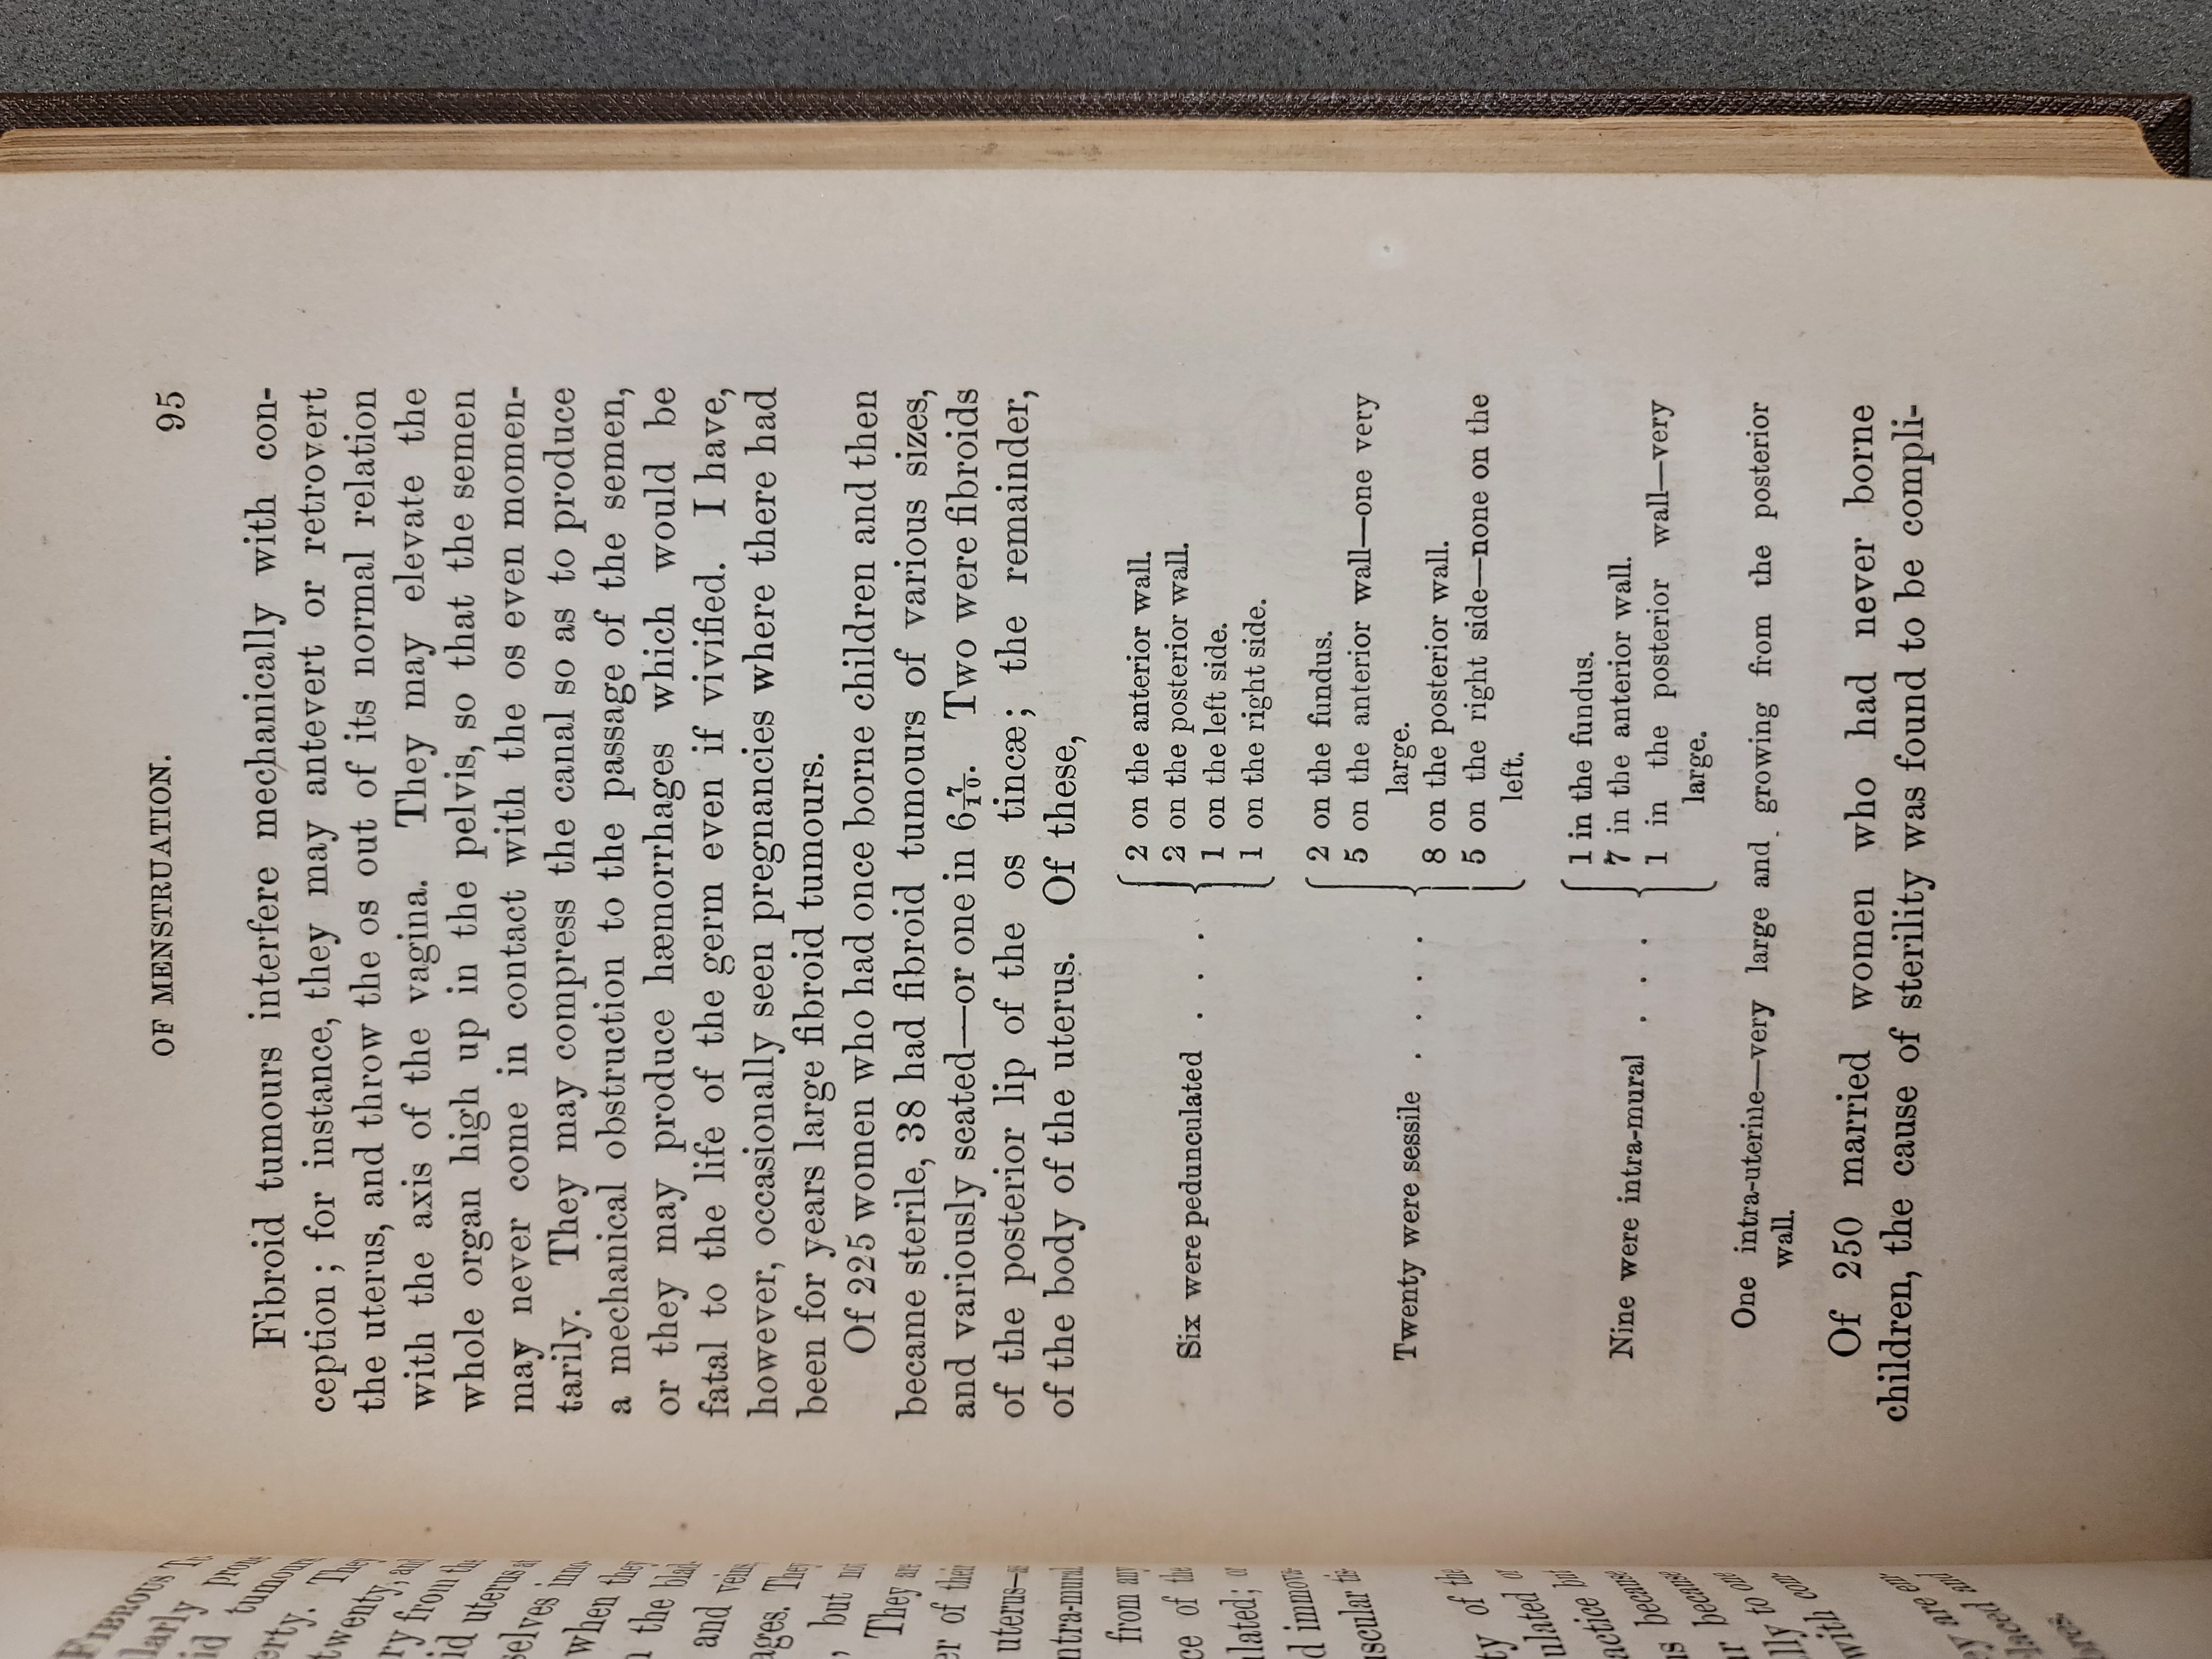 OF MENSTRUATION. 95
Fibroid tumours interfere mechanically with con-
ception ; for instance, they may antevert or retrovert
the uterus, and throw the os out of its normal relation
with the axis of the vagina. They may elevate the
whole organ high up in the pelvis, so that the semen
may never come in contact with the os even momen-
tarily. They may compress the canal so as to produce
a mechanical obstruction to the passage of the semen,
or they may produce hæmorrhages which would be
fatal to the life of the germ even if vivified. I have,
however, occasionally seen pregnancies where there had
been for years large fibroid tumours.
Of 225 women who had once borne children and then
became sterile, 38 had fibroid tumours of various sizes,
and variously seated—or one in 6 7/10. Two were fibroids
of the posterior lip of the os tincæ; the remainder,
of the body of the uterus. Of these,
Six were pedunculated . . .
2 on the anterior wall.
2 on the posterior wall.
1 on the left side.
1 on the right side.
Twenty were sessile . . . .
2 on the fundus.
5 on the anterior wall—one very
large.
8 on the posterior wall.
5 on the right side—none on the
left.
Nine were intra-mural . . .
1 in the fundus.
7 in the anterior wall.
1 in the posterior wall—very
large.
One intra-uterine—very large and growing from the posterior
wall.
Of 250 married women who had never borne
children, the cause of sterility was found to be compli-